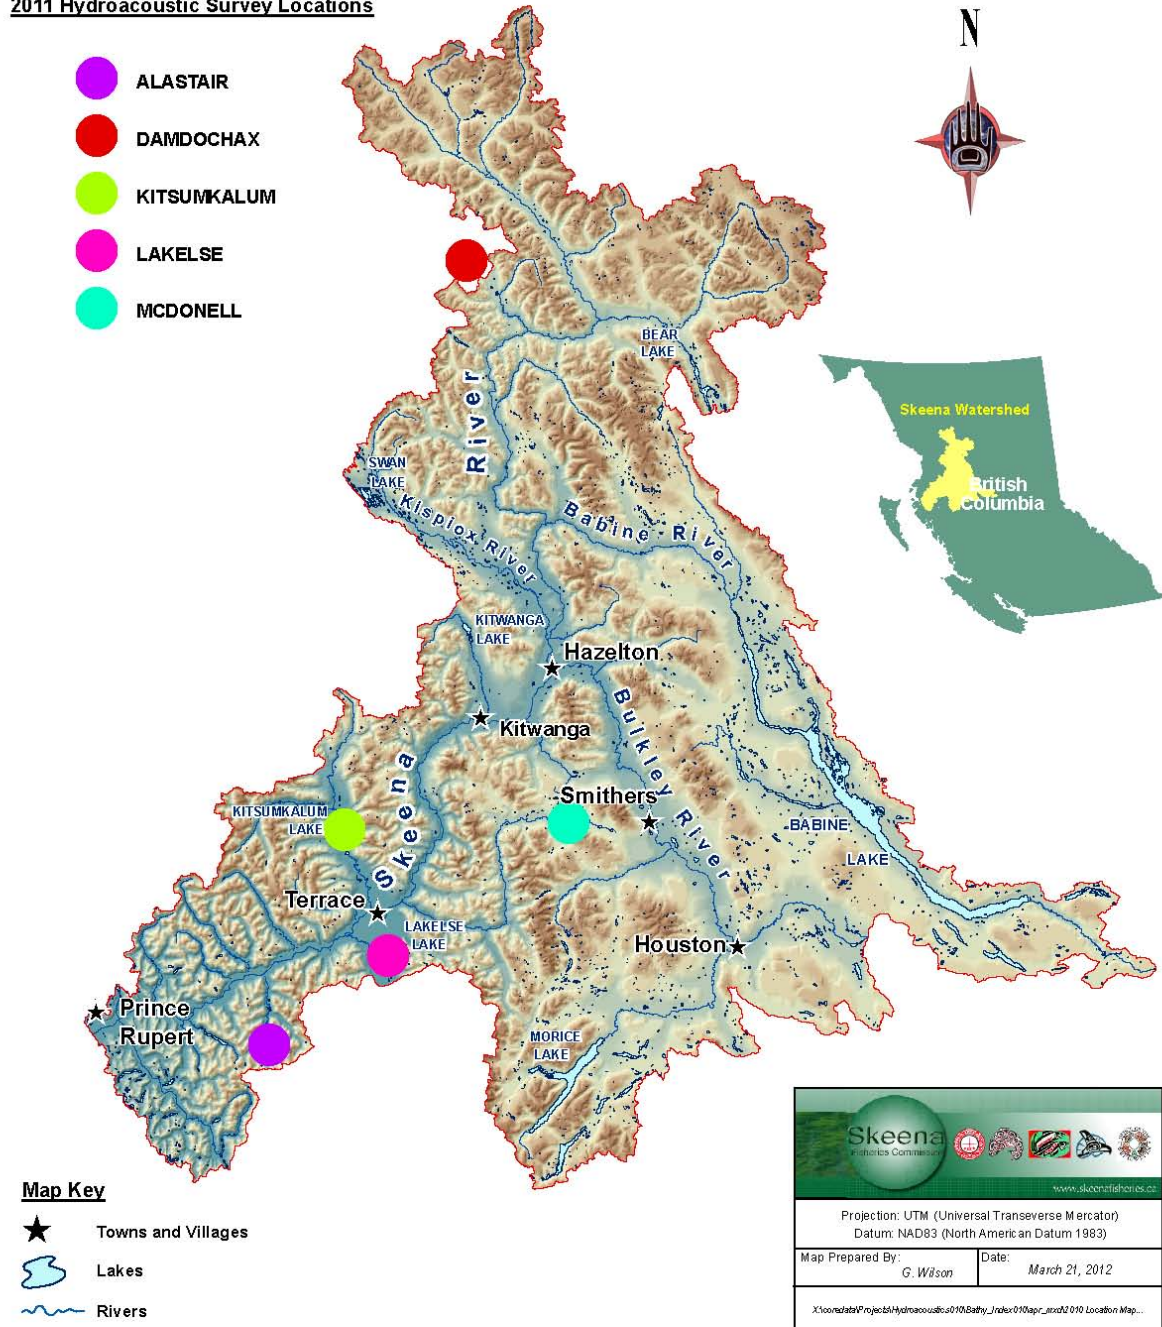 2011 Hydroacoustic Survey Locations
N
ALASTAIR
DAMDOCHAX
KITSUMKALUM
LAKELSE
MCDONELL
BEAR
LAKE
Skeena Watershed
British
Columbia
River
SWAN
LAKE
Kispiox River
Babine River
KITWANGA
LAKE
Hazelton
Kitwanga
Bulkley River
Skeena
Smithers
KITSUMKALUM
LAKE
BABINE
LAKE
Terrace
LAKELSE
LAKE
Houston
Prince
Rupert
MORICE
LAKE
Map Key
Towns and Villages
Lakes
Rivers
Skeena
Fisheries Commission
www.skeenafisheries.ca
Projection: UTM (Universal Transeverse Mercator)
Datum: NAD83 (North American Datum 1983)
Map Prepared By:
G. Wilson
Date:
March 21, 2012